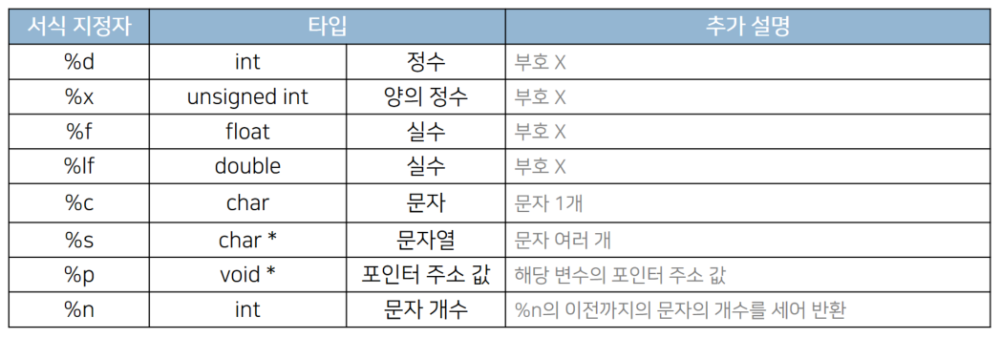 서식 지정자 타입 추가 설명
%d int 정수 부호 X
%x unsigned int 양의 정수 부호 X
%f float 실수 부호 X
%lf double 실수 부호 X
%c char 문자 문자 1개
%s char * 문자열 문자 여러 개
%p void * 포인터 주소 값 해당 변수의 포인터 주소 값
%n int 문자 개수 %n의 이전까지의 문자의 개수를 세어 반환